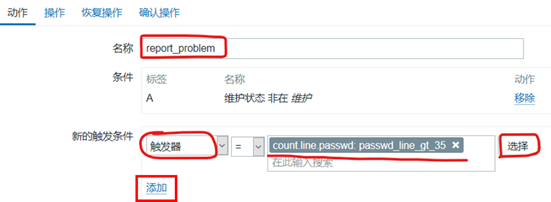 动作 操作 恢复操作 确认操作
名称 report_problem
条件 标签 名称 动作
A 维护状态 非在 维护 移除
新的触发条件 触发器 = count.line.passwd: passwd_line_gt_35 × 选择
在此输入搜索
添加